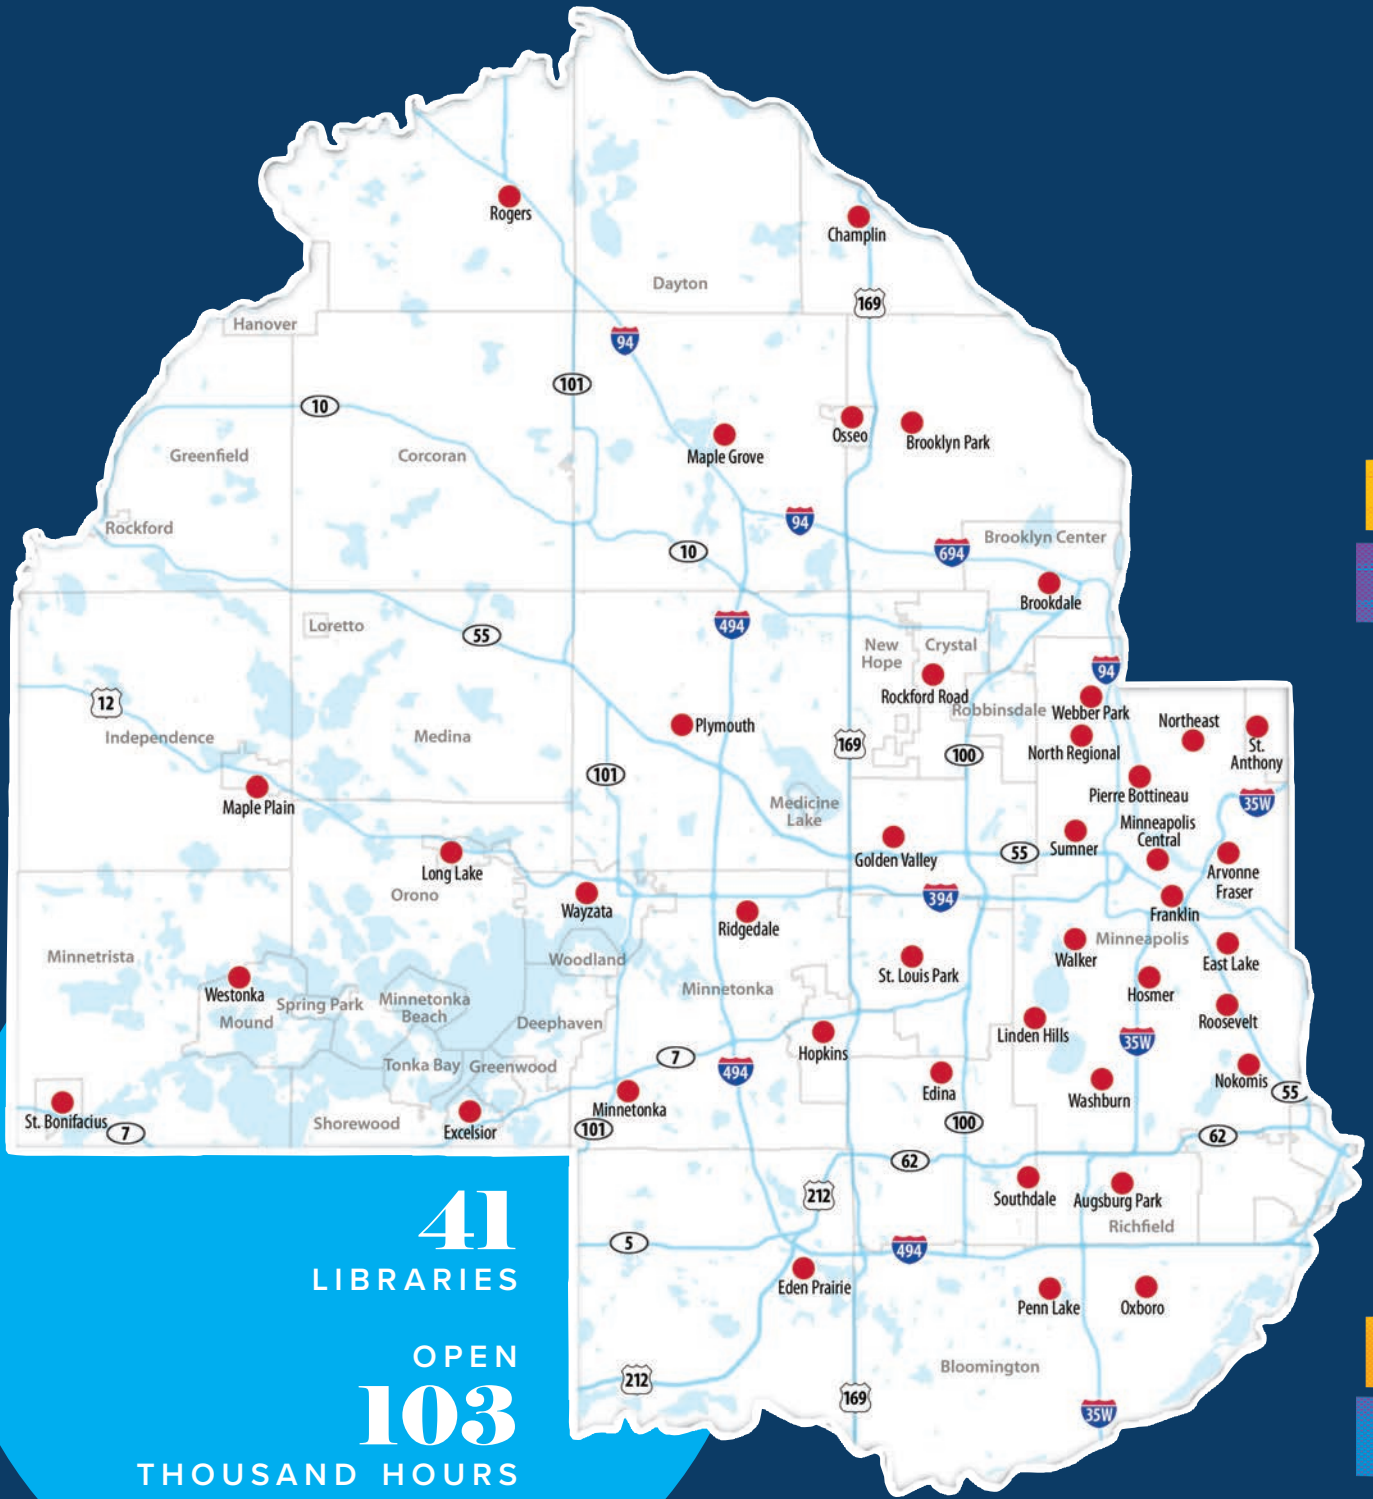 Rogers
Champlin
Dayton
169
Hanover
94
101
10
Osseo
Brooklyn Park
Maple Grove
Greenfield
Corcoran
Rockford
94
10
694
Brooklyn Center
Brookdale
Loretto
55
494
New
Hope
Crystal
94
Rockford Road
12
Robbinsdale
Webber Park
Northeast
Independence
Medina
Plymouth
169
100
North Regional
St.
Anthony
101
Maple Plain
Medicine
Lake
Pierre Bottineau
35W
Minneapolis
Central
Golden Valley
55
Sumner
Long Lake
Arvonne
Fraser
Orono
394
Wayzata
Ridgedale
Franklin
Minneapolis
Minnetrista
Woodland
Walker
East Lake
St. Louis Park
Westonka
Spring Park
Minnetonka
Beach
Minnetonka
Hosmer
Mound
Deephaven
Roosevelt
Linden Hills
Hopkins
35W
7
494
Tonka Bay
Greenwood
Edina
Nokomis
55
Washburn
Minnetonka
St. Bonifacius
7
Shorewood
Excelsior
101
100
62
62
212
Southdale
Augsburg Park
Richfield
5
494
Eden Prairie
Penn Lake
Oxboro
Bloomington
212
169
35W
41
LIBRARIES
OPEN
103
THOUSAND HOURS